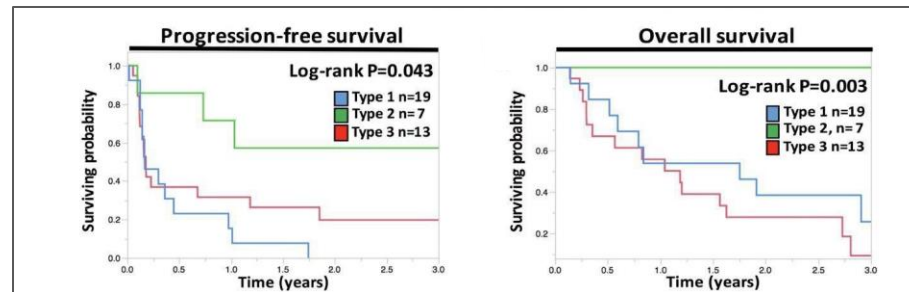 Progression-free survival
Log-rank P=0.043
Type 1 n=19
Type 2 n= 7
Type 3 n=13
Surviving probability
1.0
0.8
0.6
0.4
0.2
0.0
0.0 0.5 1.0 1.5 2.0 2.5 3.0
Time (years)
Overall survival
Log-rank P=0.003
Type 1 n=19
Type 2, n= 7
Type 3 n=13
Surviving probability
1.0
0.8
0.6
0.4
0.2
0.0 0.5 1.0 1.5 2.0 2.5 3.0
Time (years)